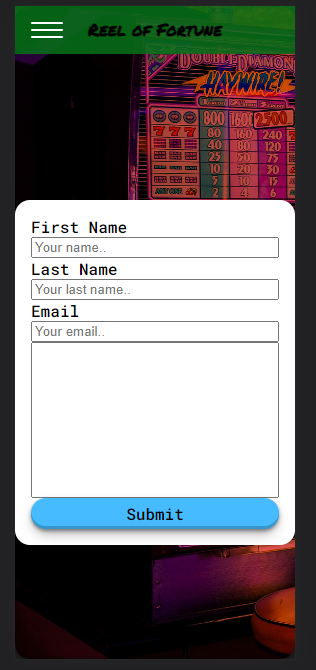 Reel of Fortune
DOUBLE DIAMOND
HAYWIRE!
800 1600 2500
80 160 240
40 80 120
25 50 75
10 20 30
5 10 15
ANY ONE 2 4 6
First Name
Your name..
Last Name
Your last name..
Email
Your email..
Submit